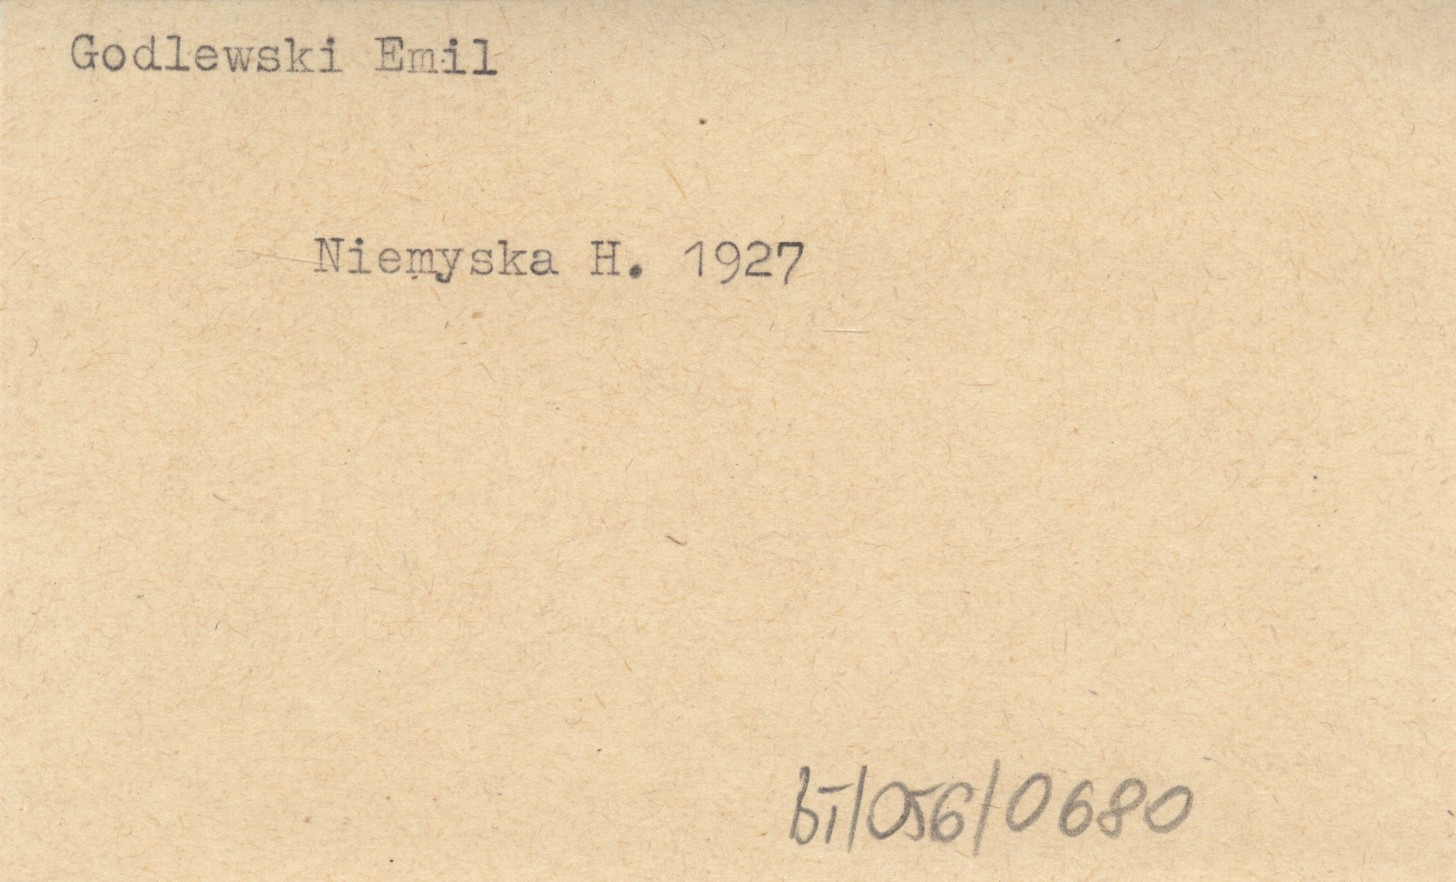 Godlewski Emil
Niemyska H. 1927
bI/056/0680